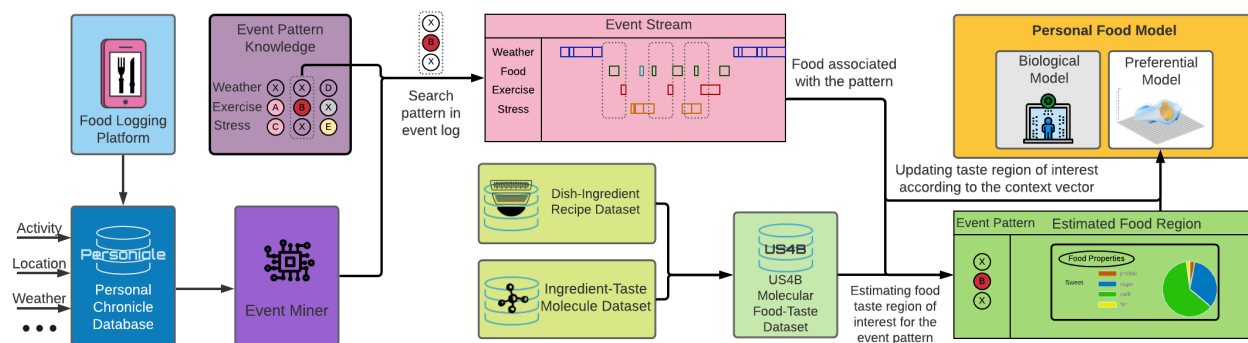 Food Logging
Platform
Event Pattern
Knowledge
Weather X X D
Exercise A B X
Stress C X E
X
B
X
Search
pattern in
event log
Event Stream
Weather
Food
Exercise
Stress
Food associated
with the pattern
Personal Food Model
Biological
Model
Preferential
Model
Updating taste region of interest
according to the context vector
Activity
Location
Weather
Personicle
Personal
Chronicle
Database
Event Miner
Dish-Ingredient
Recipe Dataset
Ingredient-Taste
Molecule Dataset
US4B
US4B
Molecular
Food-Taste
Dataset
Estimating food
taste region of
interest for the
event pattern
Event Pattern
X
B
X
Estimated Food Region
Food Properties
Sweet
protein
sugar
carb
fat